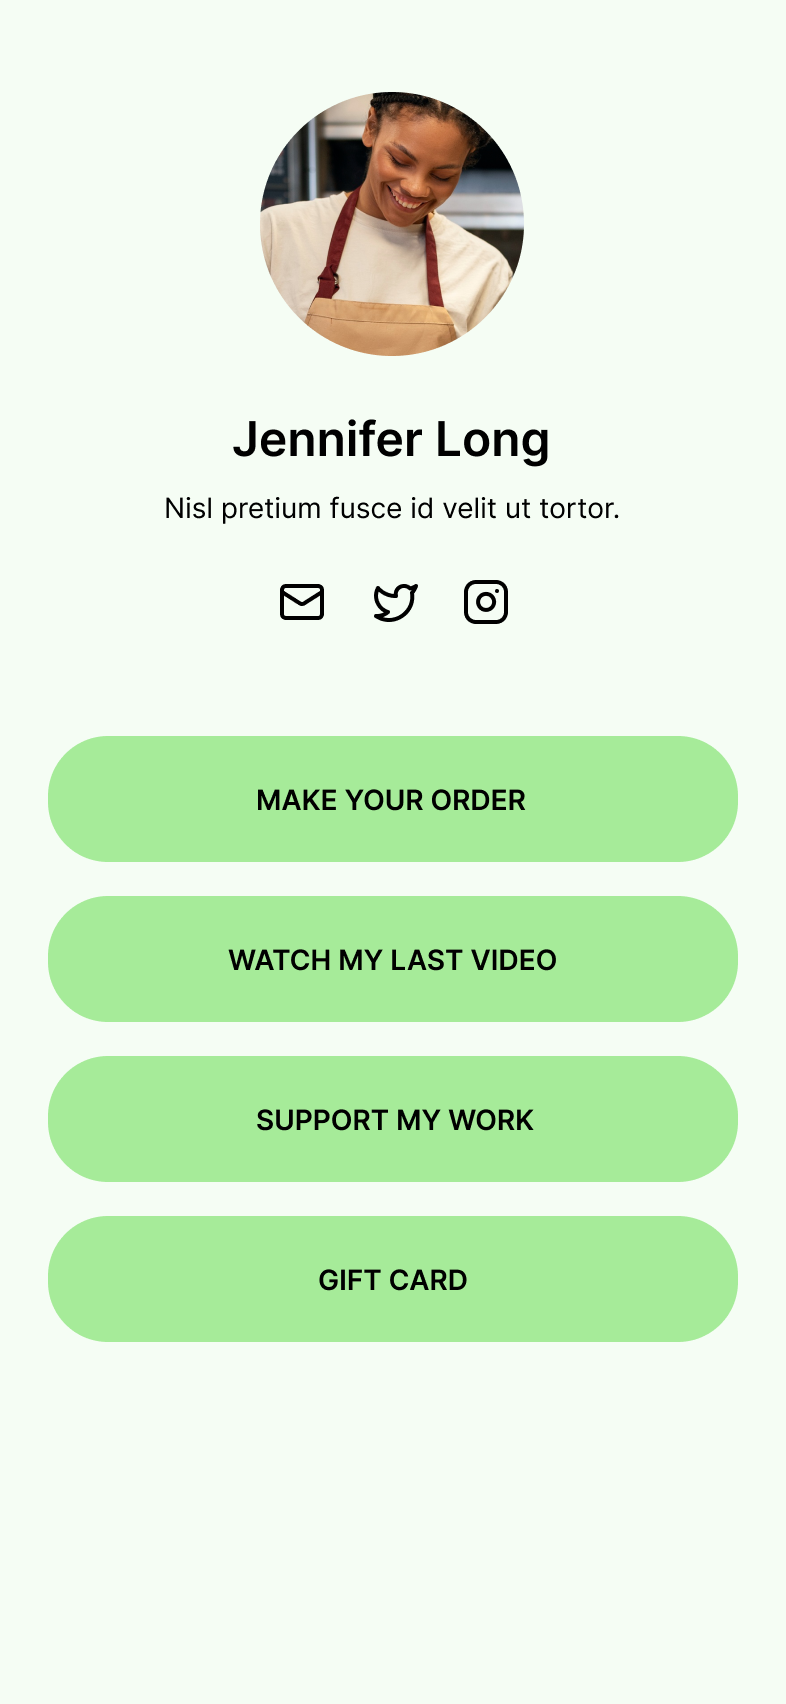 Jennifer Long
Nisl pretium fusce id velit ut tortor.
MAKE YOUR ORDER
WATCH MY LAST VIDEO
SUPPORT MY WORK
GIFT CARD